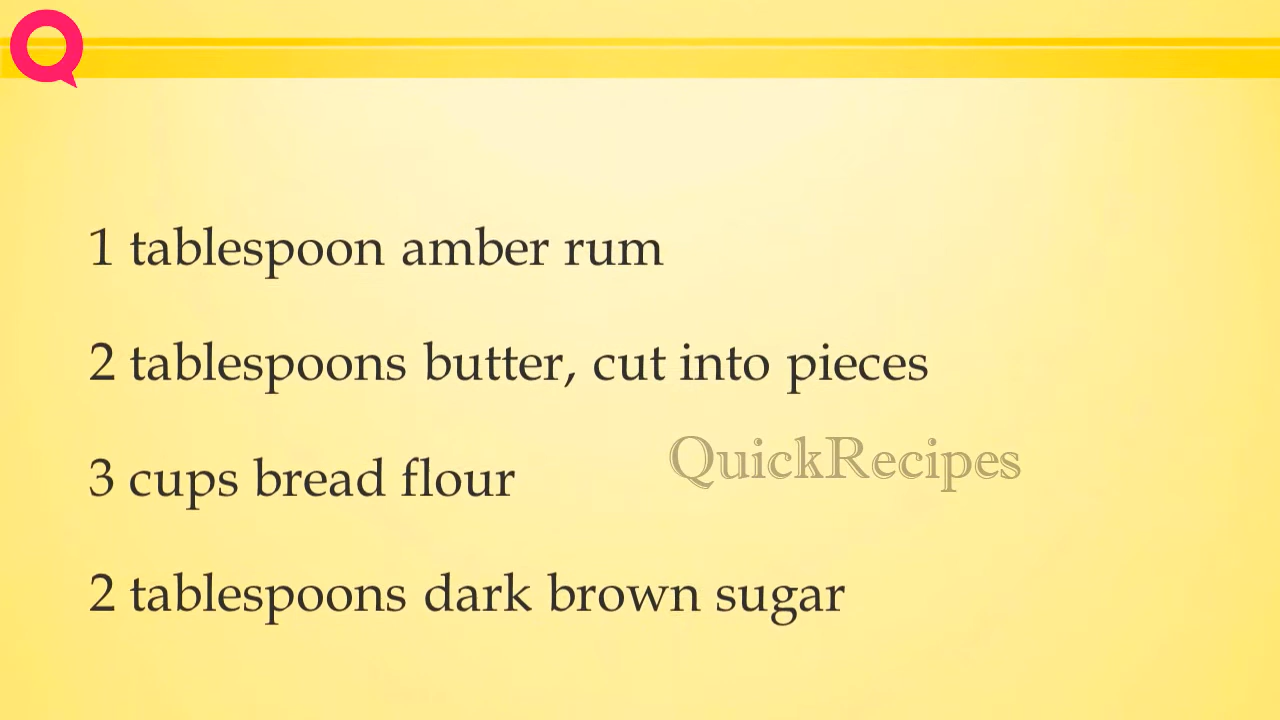 1 tablespoon amber rum
2 tablespoons butter, cut into pieces
QuickRecipes
3 cups bread flour
2 tablespoons dark brown sugar